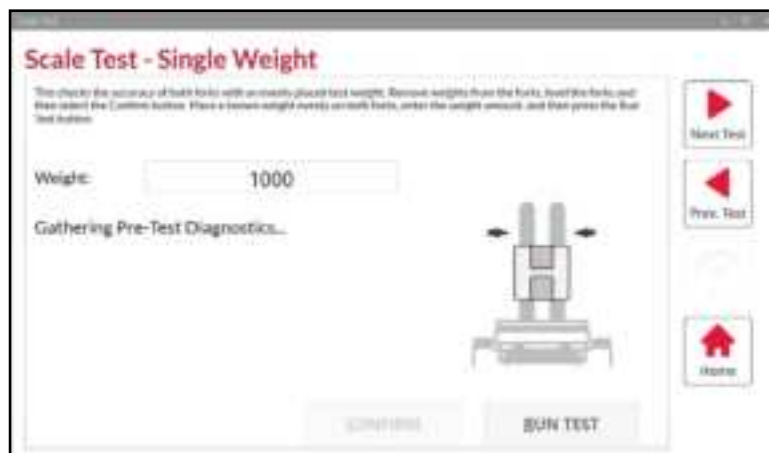 Scale Test - Single Weight
This checks the accuracy of both forks with an evenly placed test weight. Remove weights from the forks, level the forks and
then select the Confirm button. Place a known weight evenly on both forks, enter the weight amount, and then press the Run
Test button.
Next Test
Weight:
1000
Gathering Pre-Test Diagnostics...
Prev. Test
Home
CONFIRM
RUN TEST